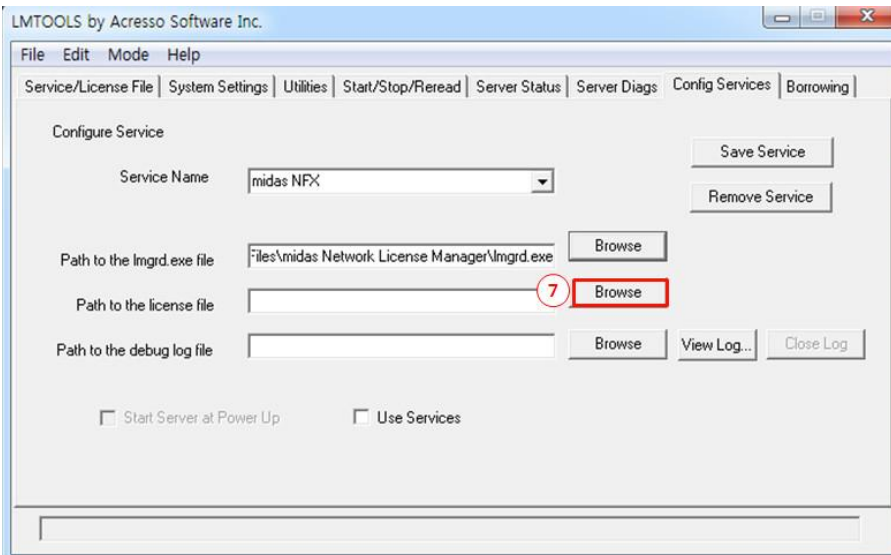 LMTOOLS by Acresso Software Inc.
File Edit Mode Help
Service/License File System Settings Utilities Start/Stop/Reread Server Status Server Diags Config Services Borrowing
Configure Service
Save Service
Service Name midas NFX
Remove Service
Path to the lmgrd.exe file Files\midas Network License Manager\lmgrd.exe Browse
Path to the license file 7 Browse
Path to the debug log file Browse View Log... Close Log
Start Server at Power Up Use Services